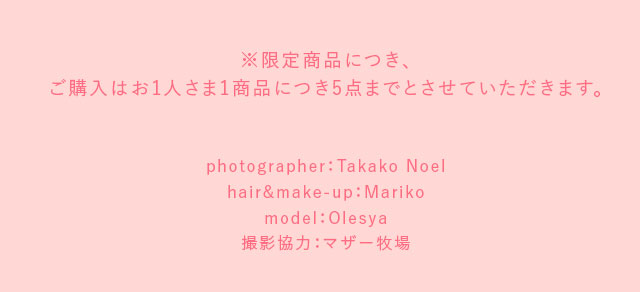 ※限定商品につき、
ご購入はお1人さま1商品につき5点までとさせていただきます。
photographer：Takako Noel
hair&make-up：Mariko
model：Olesya
撮影協力：マザー牧場